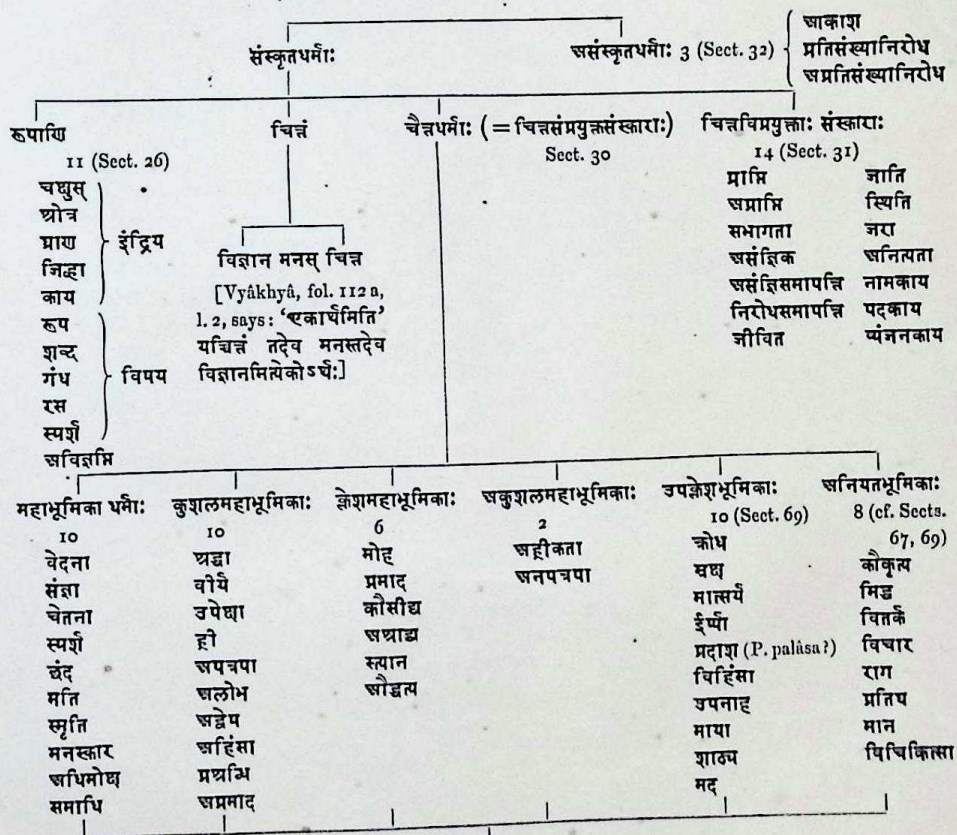 संस्कृतधर्माः
असंस्कृतधर्माः 3 (Sect. 32)
आकाश
प्रतिसंख्यानिरोध
अप्रतिसंख्यानिरोध
रूपाणि
11 (Sect. 26)
चक्षुस्
श्रोत्र
घ्राण
जिह्वा
काय
इंद्रिय
रूप
शब्द
गंध
रस
स्पर्श
विषय
अविज्ञप्ति
चित्तं
विज्ञान मनस् चित्त
[Vyâkhyâ, fol. 112 a,
l. 2, says: ‘एकार्थमिति’
यच्चित्तं तदेव मनस्तदेव
विज्ञानमित्येकोऽर्थः]
चैत्तधर्माः (= चित्तसंप्रयुक्तसंस्काराः)
Sect. 30
चित्तविप्रयुक्ताः संस्काराः
14 (Sect. 31)
प्राप्ति जाति
अप्राप्ति स्थिति
सभागता जरा
असंज्ञिक अनित्यता
असंज्ञिसमापत्ति नामकाय
निरोधसमापत्ति पदकाय
जीवित व्यंजनकाय
महाभूमिका धर्माः
10
वेदना
संज्ञा
चेतना
स्पर्श
छंद
मति
स्मृति
मनस्कार
अधिमोक्ष
समाधि
कुशलमहाभूमिकाः
10
श्रद्धा
वीर्य
उपेक्षा
ह्री
अपत्रपा
अलोभ
अद्वेष
अहिंसा
प्रश्रब्धि
अप्रमाद
क्लेशमहाभूमिकाः
6
मोह
प्रमाद
कौसीद्य
अश्राद्य
स्त्यान
औद्धत्य
अकुशलमहाभूमिकाः
2
अह्रीकता
अनपत्रपा
उपक्लेशभूमिकाः
10 (Sect. 69)
क्रोध
म्रक्ष
मात्सर्य
ईर्ष्या
प्रदाश (P. palâsa?)
विहिंसा
उपनाह
माया
शाठ्य
मद
अनियतभूमिकाः
8 (cf. Sects.
67, 69)
कौकृत्य
मिद्ध
वितर्क
विचार
राग
प्रतिघ
मान
विचिकित्सा